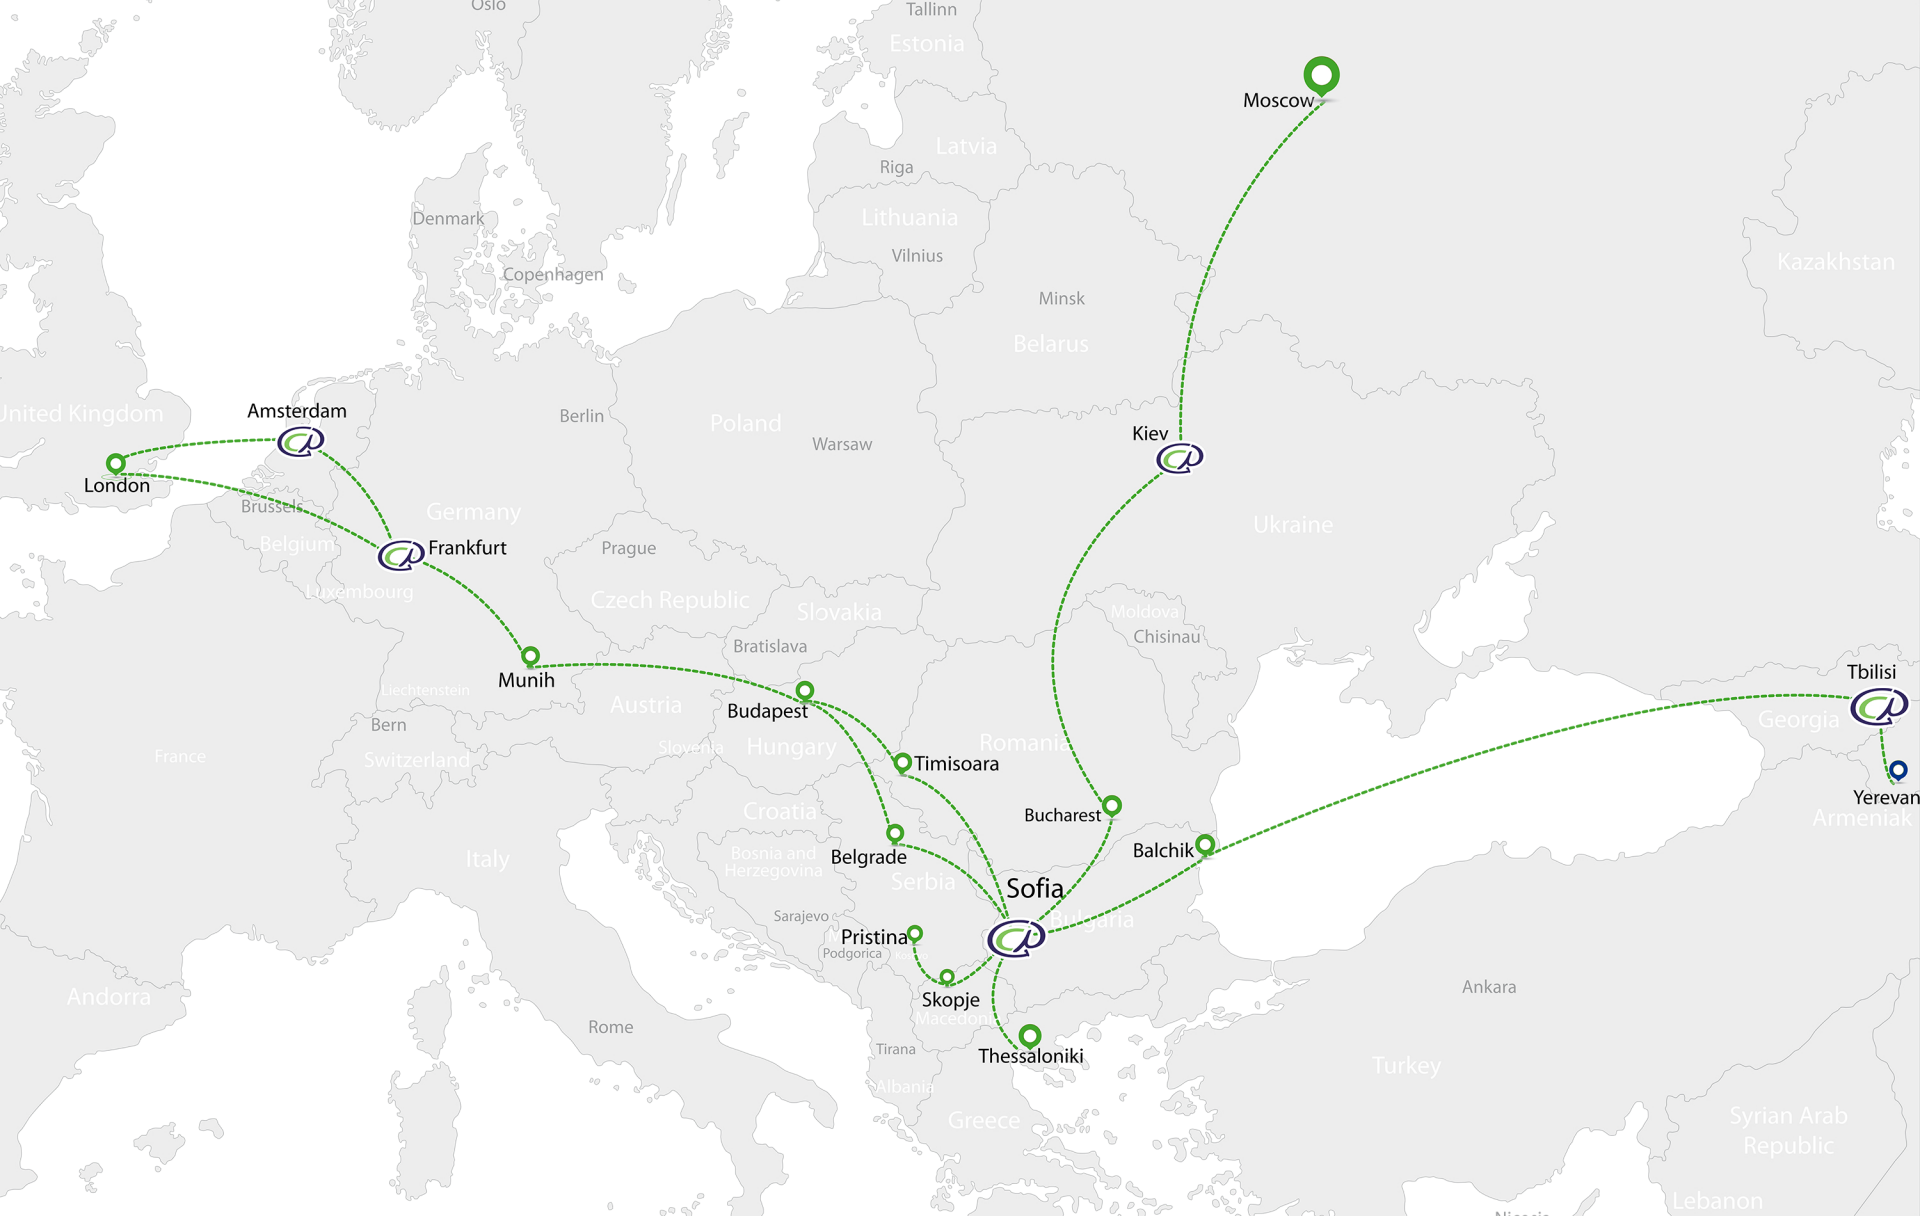 Oslo
Tallinn
Estonia
Moscow
Latvia
Riga
Denmark
Lithuania
Vilnius
Copenhagen
Kazakhstan
Minsk
Belarus
United Kingdom
Amsterdam
Berlin
Poland
Warsaw
Kiev
London
Brussels
Germany
Ukraine
Belgium
Frankfurt
Prague
Luxembourg
Czech Republic
Slovakia
Moldova
Chisinau
Bratislava
Munih
Liechtenstein
Austria
Budapest
Tbilisi
Georgia
Bern
Switzerland
France
Slovenia
Hungary
Romania
Timisoara
Yerevan
Armeniak
Croatia
Bucharest
Balchik
Italy
Bosnia and
Herzegovina
Belgrade
Serbia
Sofia
Bulgaria
Sarajevo
Pristina
Podgorica
Skopje
Macedoni
Andorra
Rome
Ankara
Tirana
Thessaloniki
Albania
Turkey
Greece
Syrian Arab
Republic
Lebanon